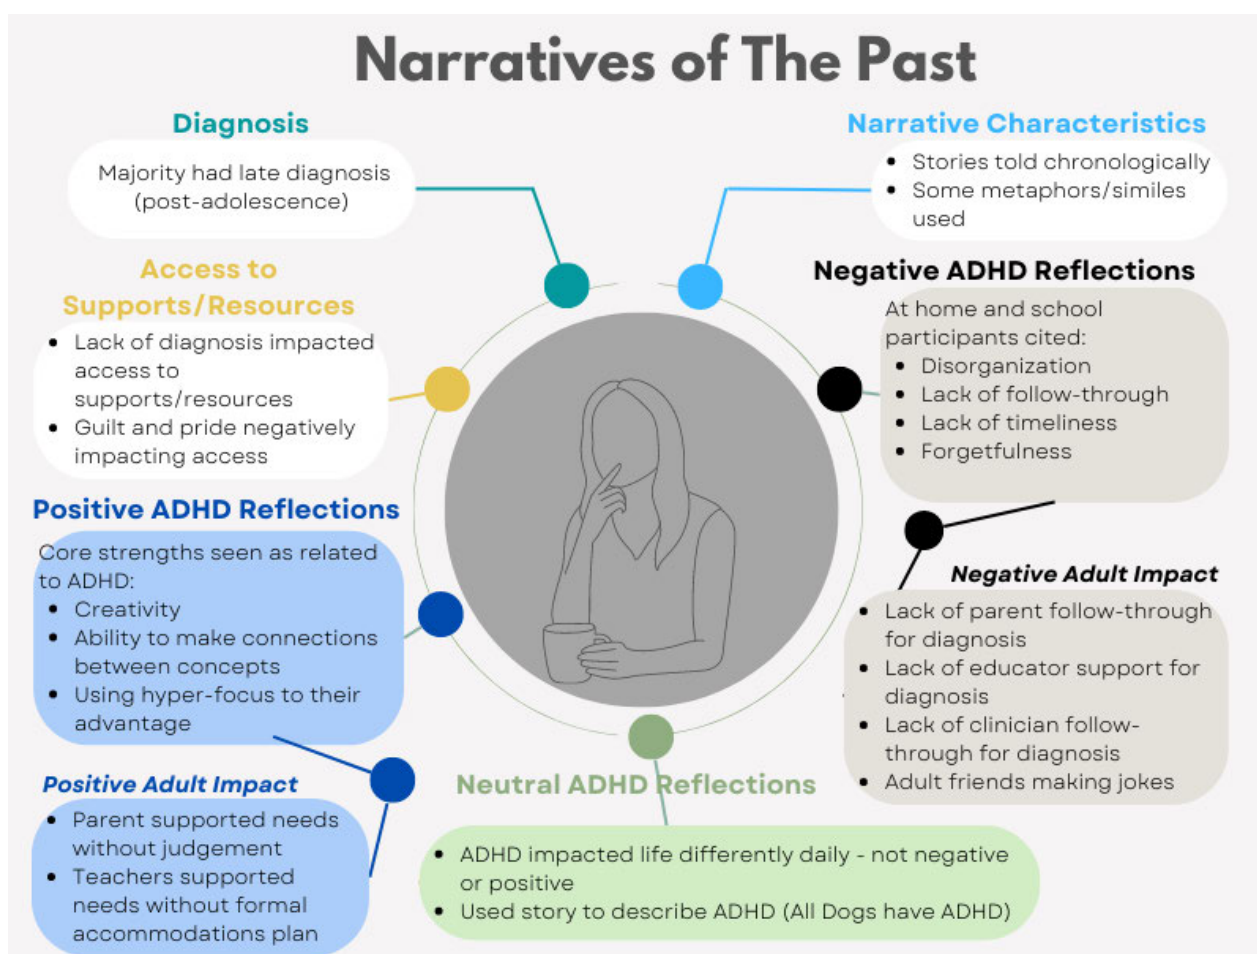 Narratives of The Past
Diagnosis
Majority had late diagnosis
(post-adolescence)
Narrative Characteristics
• Stories told chronologically
• Some metaphors/similes
used
Access to
Supports/Resources
• Lack of diagnosis impacted
access to
supports/resources
• Guilt and pride negatively
impacting access
Negative ADHD Reflections
At home and school
participants cited:
• Disorganization
• Lack of follow-through
• Lack of timeliness
• Forgetfulness
Positive ADHD Reflections
Core strengths seen as related
to ADHD:
• Creativity
• Ability to make connections
between concepts
• Using hyper-focus to their
advantage
Negative Adult Impact
• Lack of parent follow-through
for diagnosis
• Lack of educator support for
diagnosis
• Lack of clinician follow-
through for diagnosis
• Adult friends making jokes
Positive Adult Impact
• Parent supported needs
without judgement
• Teachers supported
needs without formal
accommodations plan
Neutral ADHD Reflections
• ADHD impacted life differently daily - not negative
or positive
• Used story to describe ADHD (All Dogs have ADHD)